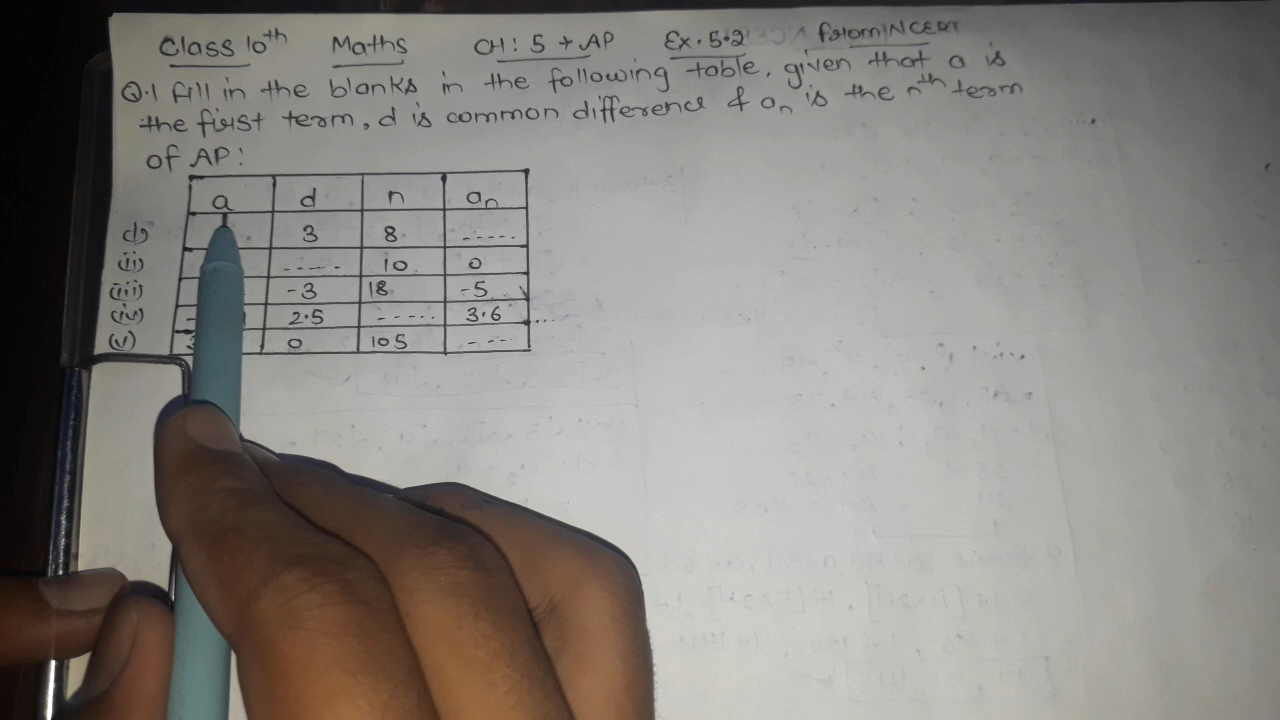 Class 10th Maths CH: 5 + AP Ex. 5.2 from NCERT
Q.1 fill in the blanks in the following table, given that a is
the first term, d is common difference & an is the nth term
of AP:
a d n an
(i) 3 8 .....
(ii) ..... 10 0
(iii) -3 18 -5
(iv) 2.5 ..... 3.6
(v) 0 105 ----